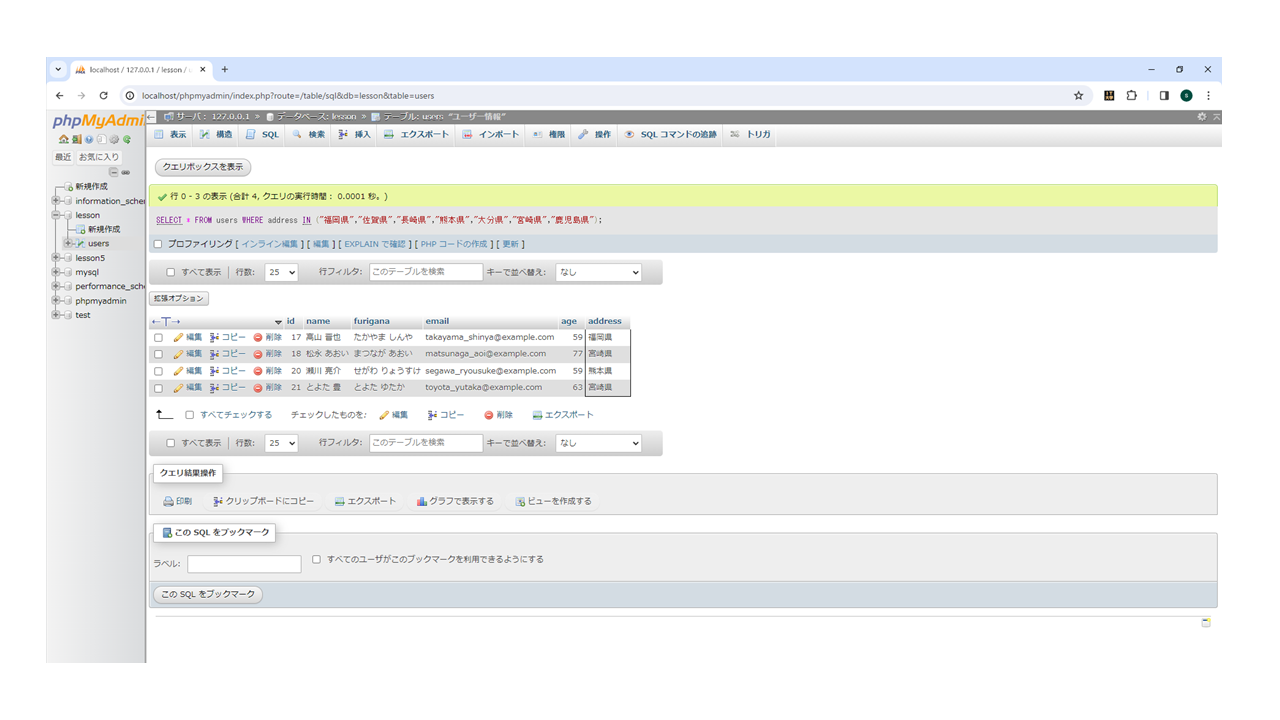 localhost / 127.0.0.1 / lesson /
localhost/phpmyadmin/index.php?route=/table/sql&db=lesson&table=users
phpMyAdmi
サーバ: 127.0.0.1 » データベース: lesson » テーブル: users "ユーザー情報"
表示 構造 SQL 検索 挿入 エクスポート インポート 権限 操作 SQL コマンドの追跡 トリガ
最近 お気に入り
新規作成
information_sche
lesson
新規作成
users
lesson5
mysql
performance_sch
phpmyadmin
test
クエリボックスを表示
行 0 - 3 の表示 (合計 4, クエリの実行時間: 0.0001 秒。)
SELECT * FROM users WHERE address IN ("福岡県","佐賀県","長崎県","熊本県","大分県","宮崎県","鹿児島県");
プロファイリング [ インライン編集 ] [ 編集 ] [ EXPLAIN で確認 ] [ PHP コードの作成 ] [ 更新 ]
すべて表示 行数: 25 行フィルタ: このテーブルを検索 キーで並べ替え: なし
拡張オプション
←T→ id name furigana email age address
編集 コピー 削除 17 高山 晋也 たかやま しんや takayama_shinya@example.com 59 福岡県
編集 コピー 削除 18 松永 あおい まつなが あおい matsunaga_aoi@example.com 77 宮崎県
編集 コピー 削除 20 瀬川 亮介 せがわ りょうすけ segawa_ryousuke@example.com 59 熊本県
編集 コピー 削除 21 とよた 豊 とよた ゆたか toyota_yutaka@example.com 63 宮崎県
すべてチェックする チェックしたものを: 編集 コピー 削除 エクスポート
すべて表示 行数: 25 行フィルタ: このテーブルを検索 キーで並べ替え: なし
クエリ結果操作
印刷 クリップボードにコピー エクスポート グラフで表示する ビューを作成する
この SQL をブックマーク
ラベル: すべてのユーザがこのブックマークを利用できるようにする
この SQL をブックマーク